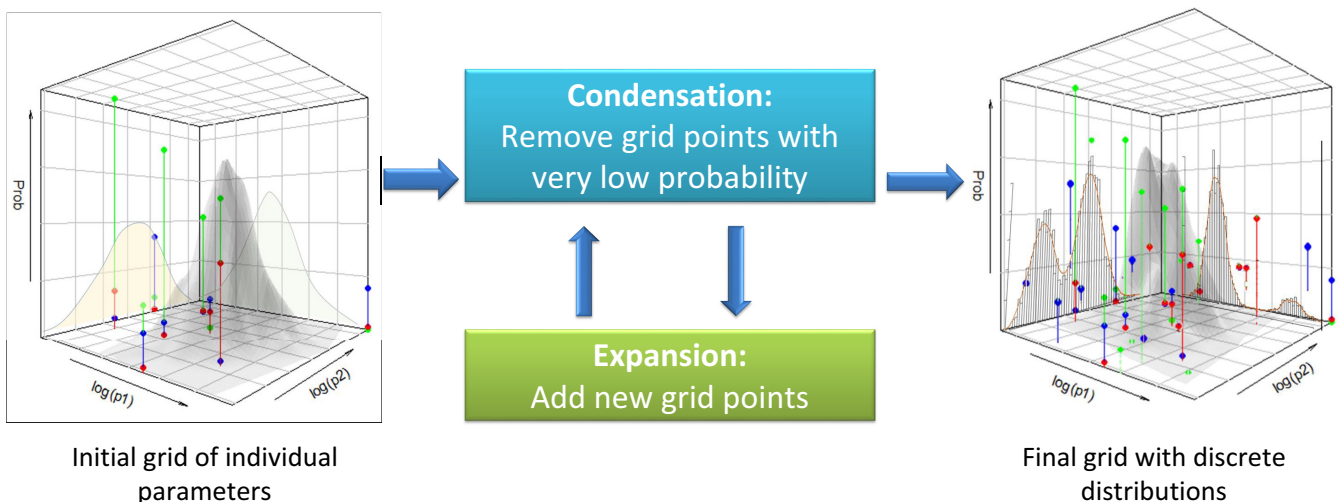 Prob
log(p1)
log(p2)
Initial grid of individual
parameters
Condensation:
Remove grid points with
very low probability
Expansion:
Add new grid points
Prob
log(p1)
log(p2)
Final grid with discrete
distributions